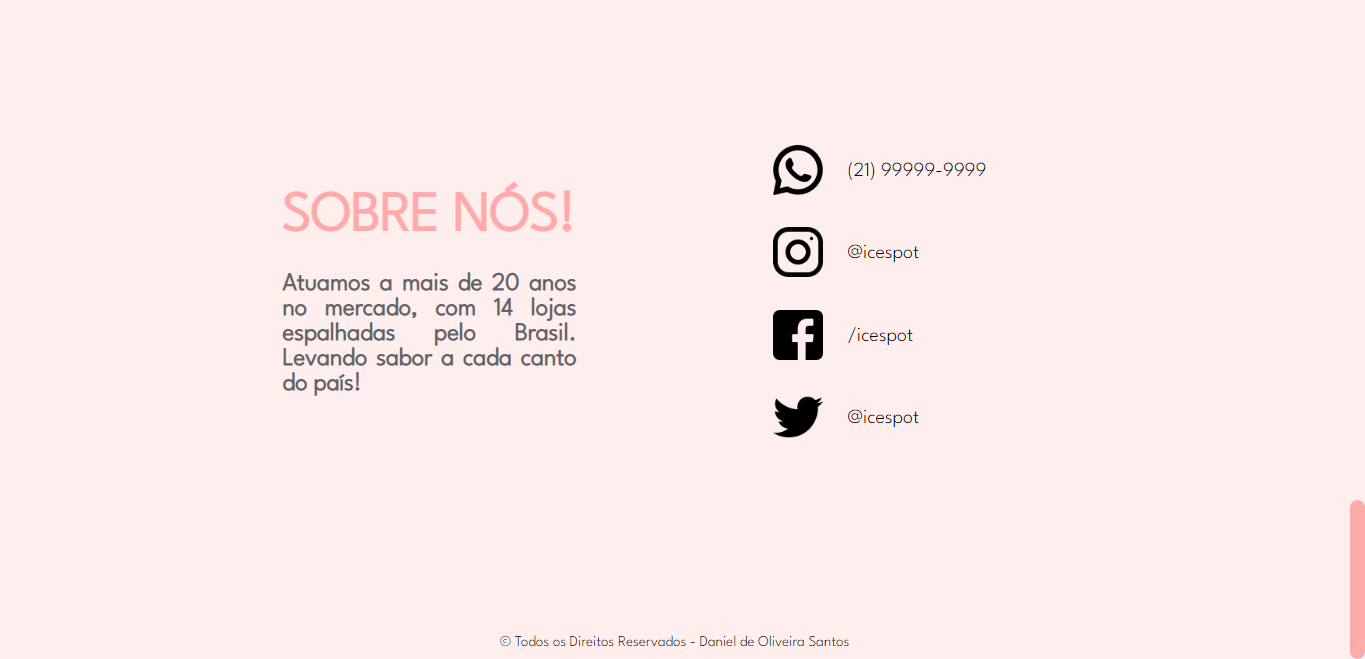 SOBRE NÓS!
Atuamos a mais de 20 anos
no mercado, com 14 lojas
espalhadas pelo Brasil.
Levando sabor a cada canto
do país!
(21) 99999-9999
@icespot
/icespot
@icespot
© Todos os Direitos Reservados - Daniel de Oliveira Santos